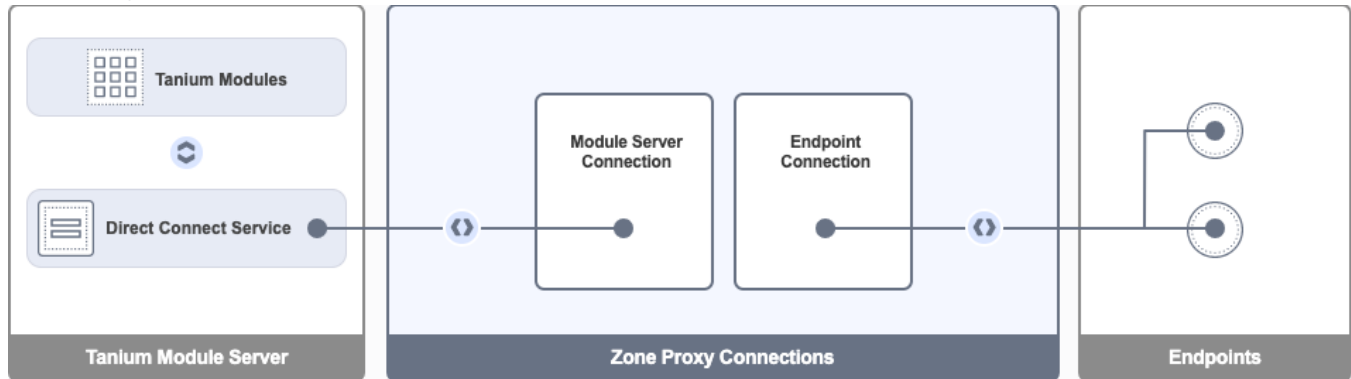 Tanium Modules
Direct Connect Service
Tanium Module Server
Module Server
Connection
Endpoint
Connection
Zone Proxy Connections
Endpoints